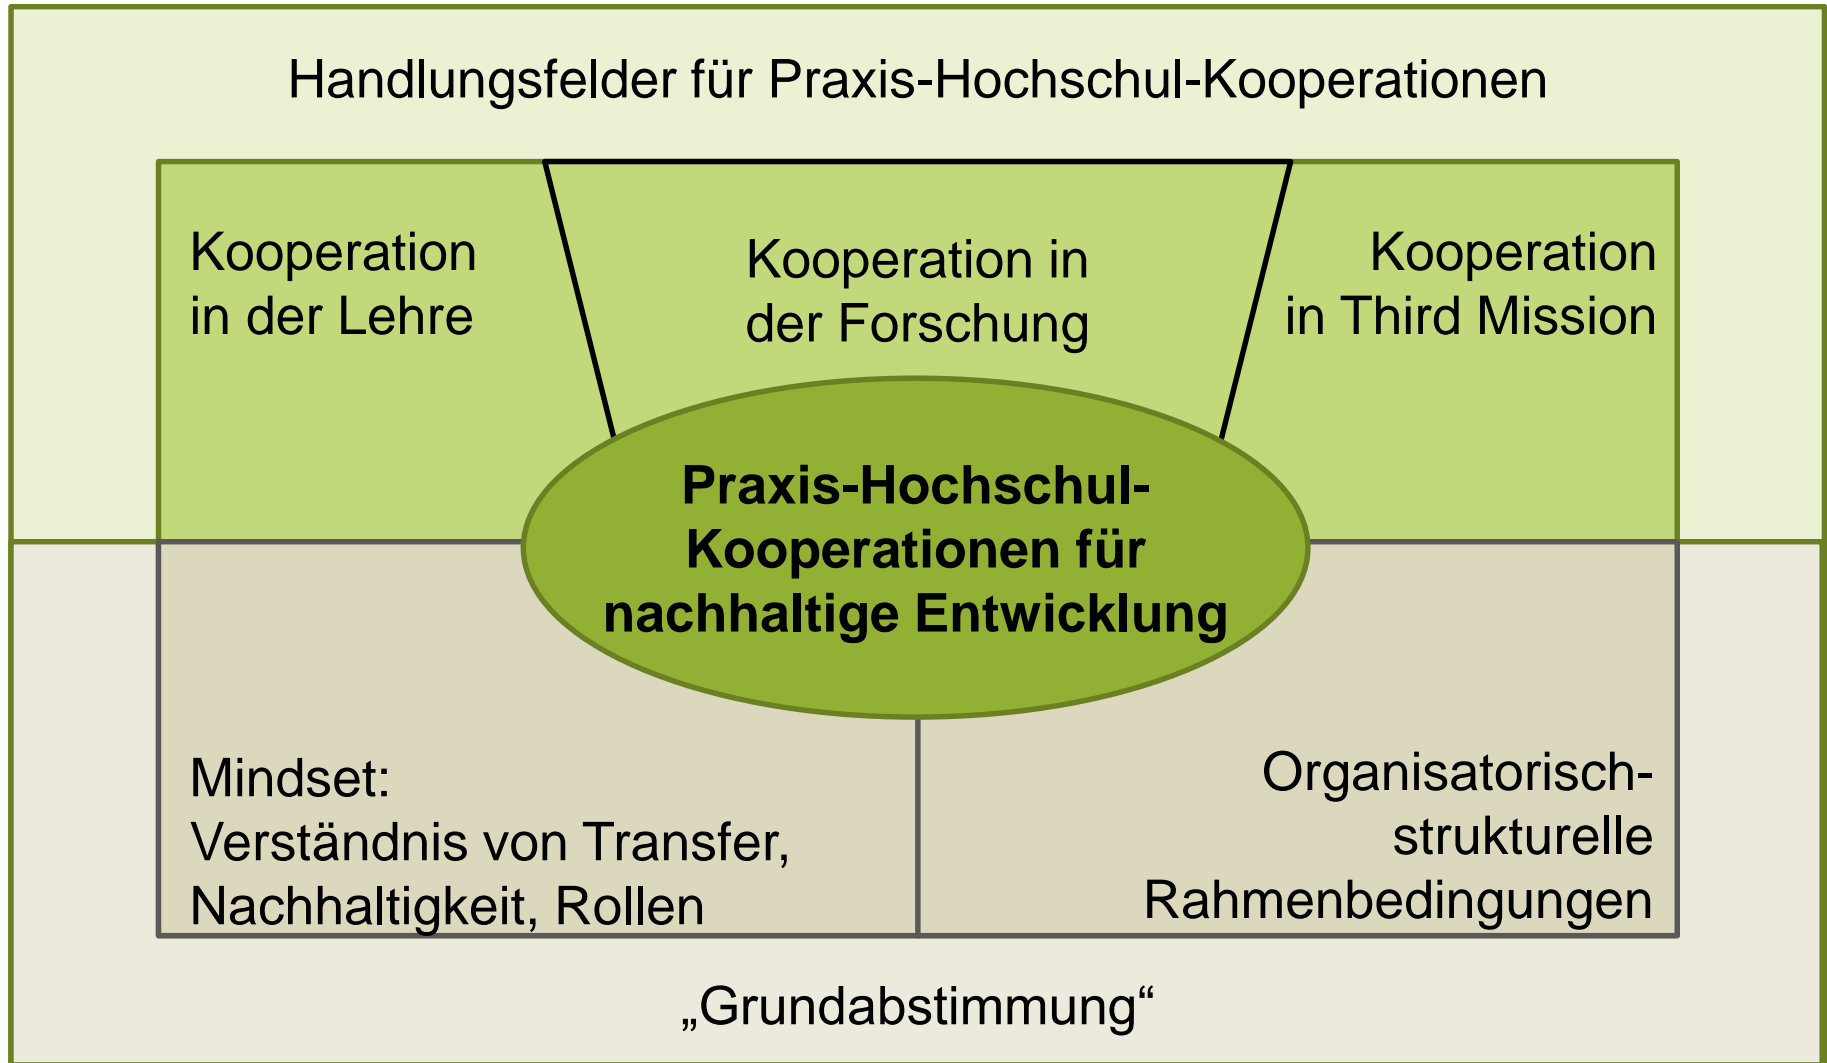 Handlungsfelder für Praxis-Hochschul-Kooperationen
Kooperation
in der Lehre
Kooperation in
der Forschung
Kooperation
in Third Mission
Praxis-Hochschul-
Kooperationen für
nachhaltige Entwicklung
Mindset:
Verständnis von Transfer,
Nachhaltigkeit, Rollen
Organisatorisch-
strukturelle
Rahmenbedingungen
„Grundabstimmung“